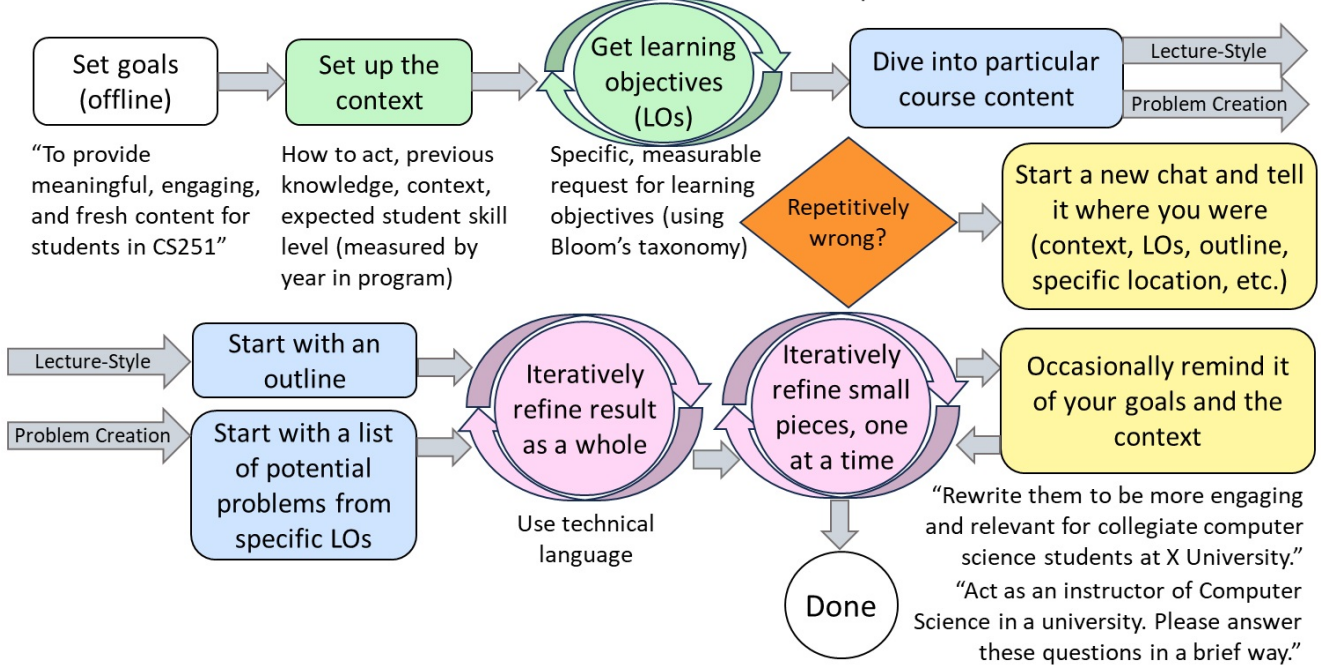 Set goals
(offline)
Set up the
context
Get learning
objectives
(LOs)
Dive into particular
course content
Lecture-Style
Problem Creation
“To provide
meaningful, engaging,
and fresh content for
students in CS251”
How to act, previous
knowledge, context,
expected student skill
level (measured by
year in program)
Specific, measurable
request for learning
objectives (using
Bloom’s taxonomy)
Repetitively
wrong?
Start a new chat and tell
it where you were
(context, LOs, outline,
specific location, etc.)
Lecture-Style
Start with an
outline
Problem Creation
Start with a list
of potential
problems from
specific LOs
Iteratively
refine result
as a whole
Use technical
language
Iteratively
refine small
pieces, one
at a time
Occasionally remind it
of your goals and the
context
“Rewrite them to be more engaging
and relevant for collegiate computer
science students at X University.”
“Act as an instructor of Computer
Science in a university. Please answer
these questions in a brief way.”
Done